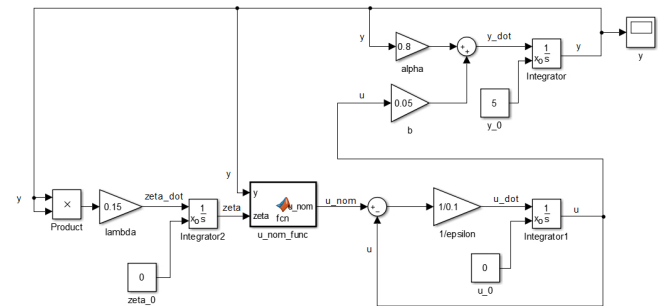 y
y
0.8
alpha
+
+
y_dot
x₀ 1/s
Integrator
y
y
u
0.05
b
5
y_0
y
×
Product
0.15
lambda
zeta_dot
x₀ 1/s
Integrator2
0
zeta_0
zeta
y
y
zeta
fcn
u_nom
u_nom_func
u_nom
+
−
u
1/0.1
1/epsilon
u_dot
x₀ 1/s
Integrator1
0
u_0
u